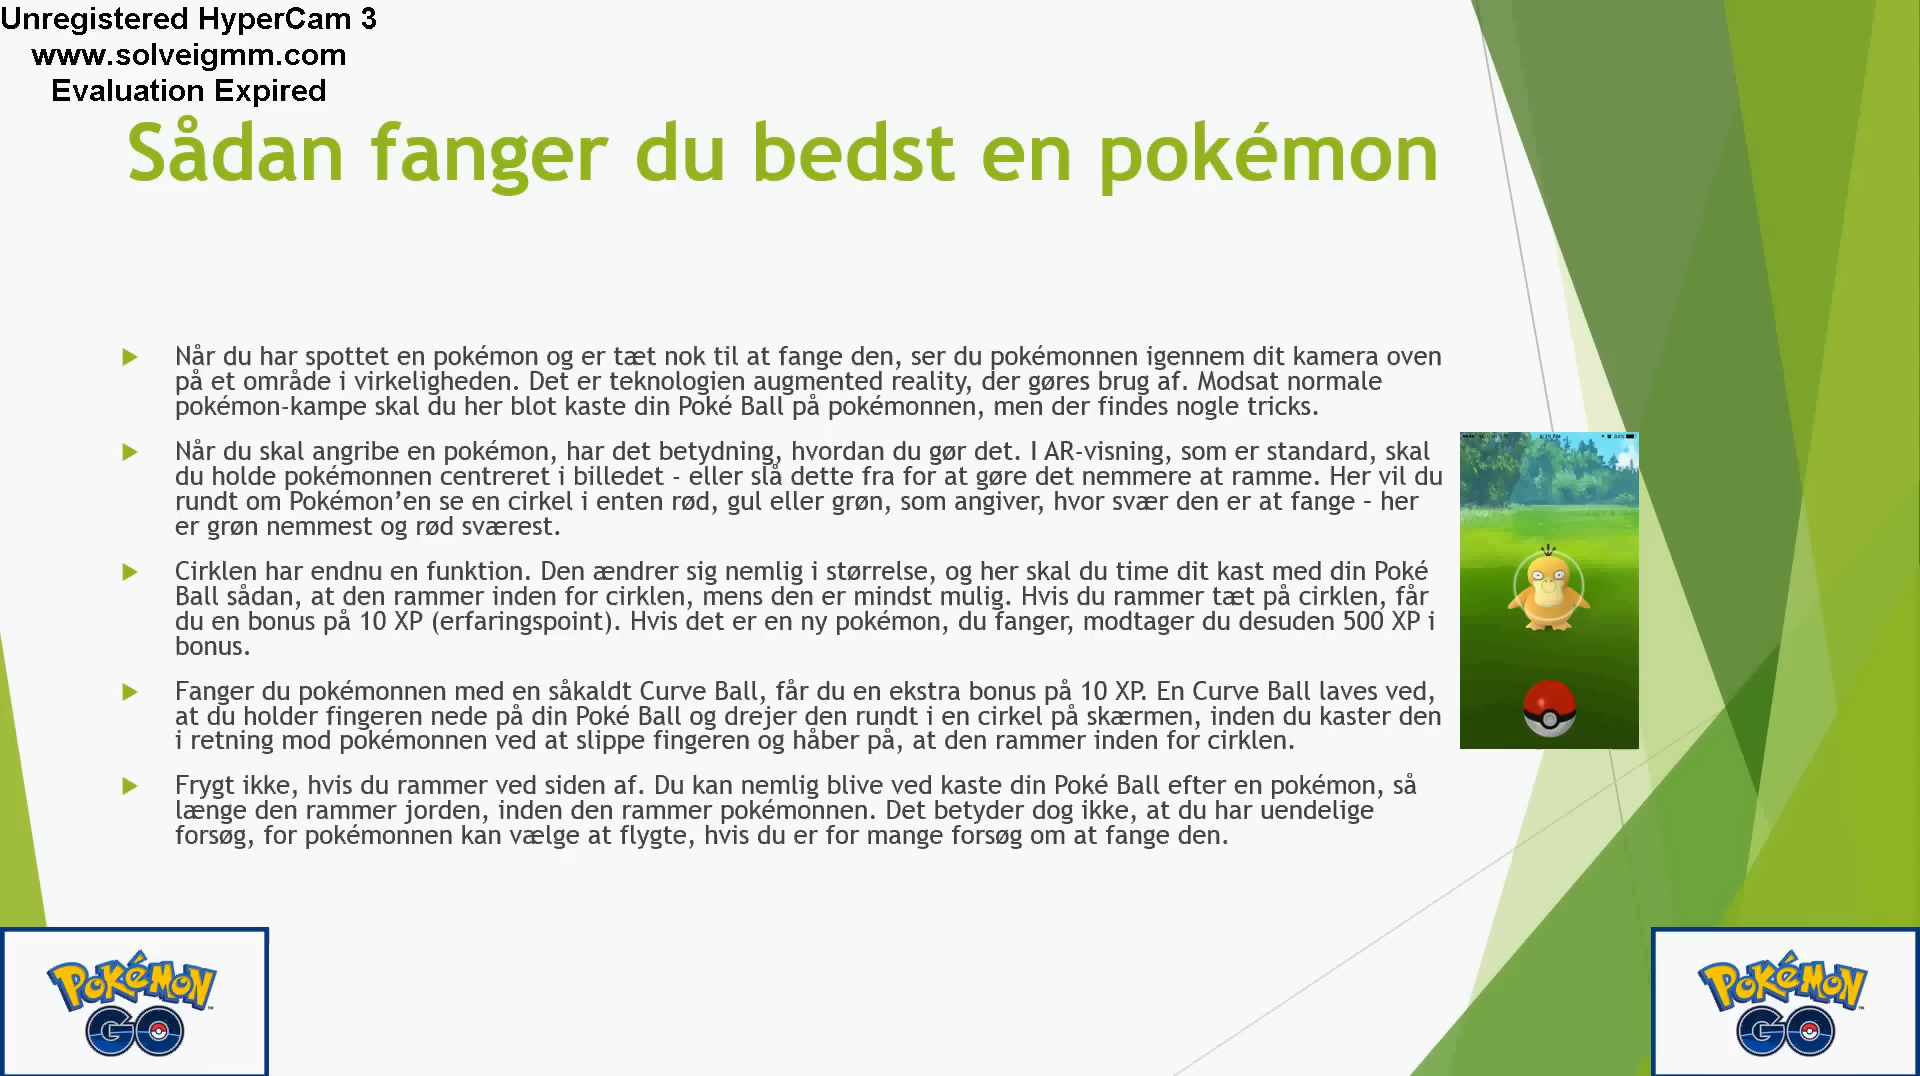 Unregistered HyperCam 3
www.solveigmm.com
Evaluation Expired
Sådan fanger du bedst en pokémon
Når du har spottet en pokémon og er tæt nok til at fange den, ser du pokémonnen igennem dit kamera oven
på et område i virkeligheden. Det er teknologien augmented reality, der gøres brug af. Modsat normale
pokémon-kampe skal du her blot kaste din Poké Ball på pokémonnen, men der findes nogle tricks.
Når du skal angribe en pokémon, har det betydning, hvordan du gør det. I AR-visning, som er standard, skal
du holde pokémonnen centreret i billedet - eller slå dette fra for at gøre det nemmere at ramme. Her vil du
rundt om Pokémon’en se en cirkel i enten rød, gul eller grøn, som angiver, hvor svær den er at fange – her
er grøn nemmest og rød sværest.
Cirklen har endnu en funktion. Den ændrer sig nemlig i størrelse, og her skal du time dit kast med din Poké
Ball sådan, at den rammer inden for cirklen, mens den er mindst mulig. Hvis du rammer tæt på cirklen, får
du en bonus på 10 XP (erfaringspoint). Hvis det er en ny pokémon, du fanger, modtager du desuden 500 XP i
bonus.
Fanger du pokémonnen med en såkaldt Curve Ball, får du en ekstra bonus på 10 XP. En Curve Ball laves ved,
at du holder fingeren nede på din Poké Ball og drejer den rundt i en cirkel på skærmen, inden du kaster den
i retning mod pokémonnen ved at slippe fingeren og håber på, at den rammer inden for cirklen.
Frygt ikke, hvis du rammer ved siden af. Du kan nemlig blive ved kaste din Poké Ball efter en pokémon, så
længe den rammer jorden, inden den rammer pokémonnen. Det betyder dog ikke, at du har uendelige
forsøg, for pokémonnen kan vælge at flygte, hvis du er for mange forsøg om at fange den.
POKÉMON
GO
POKÉMON
GO